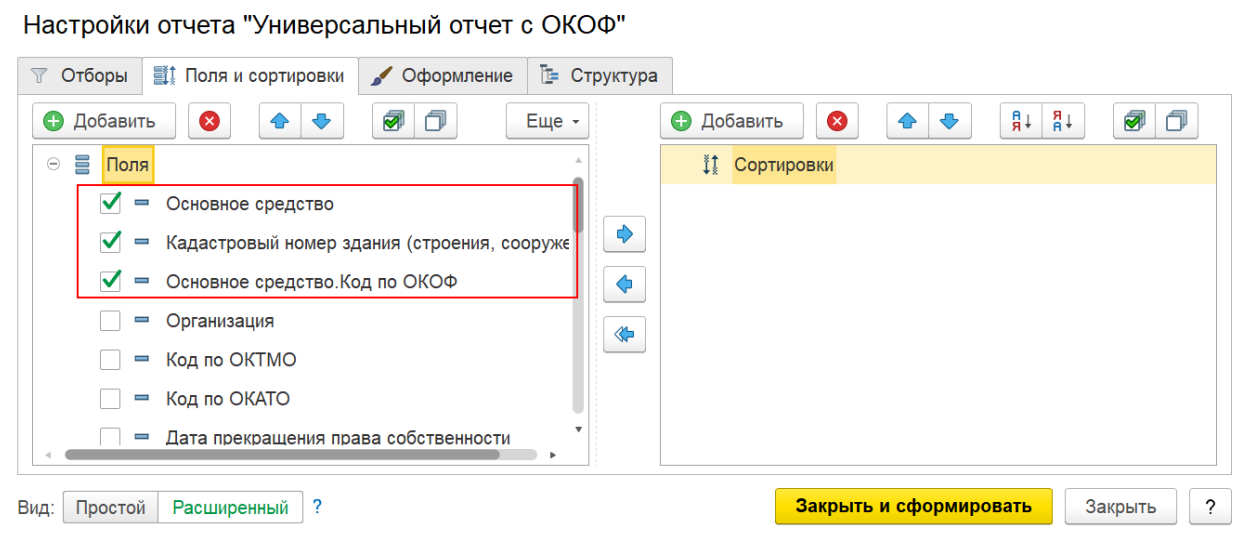 Настройки отчета "Универсальный отчет с ОКОФ"
Отборы Поля и сортировки Оформление Структура
Добавить Еще Добавить
Поля
Сортировки
Основное средство
Кадастровый номер здания (строения, сооруже
Основное средство.Код по ОКОФ
Организация
Код по ОКТМО
Код по ОКАТО
Дата прекращения права собственности
Вид: Простой Расширенный ? Закрыть и сформировать Закрыть ?